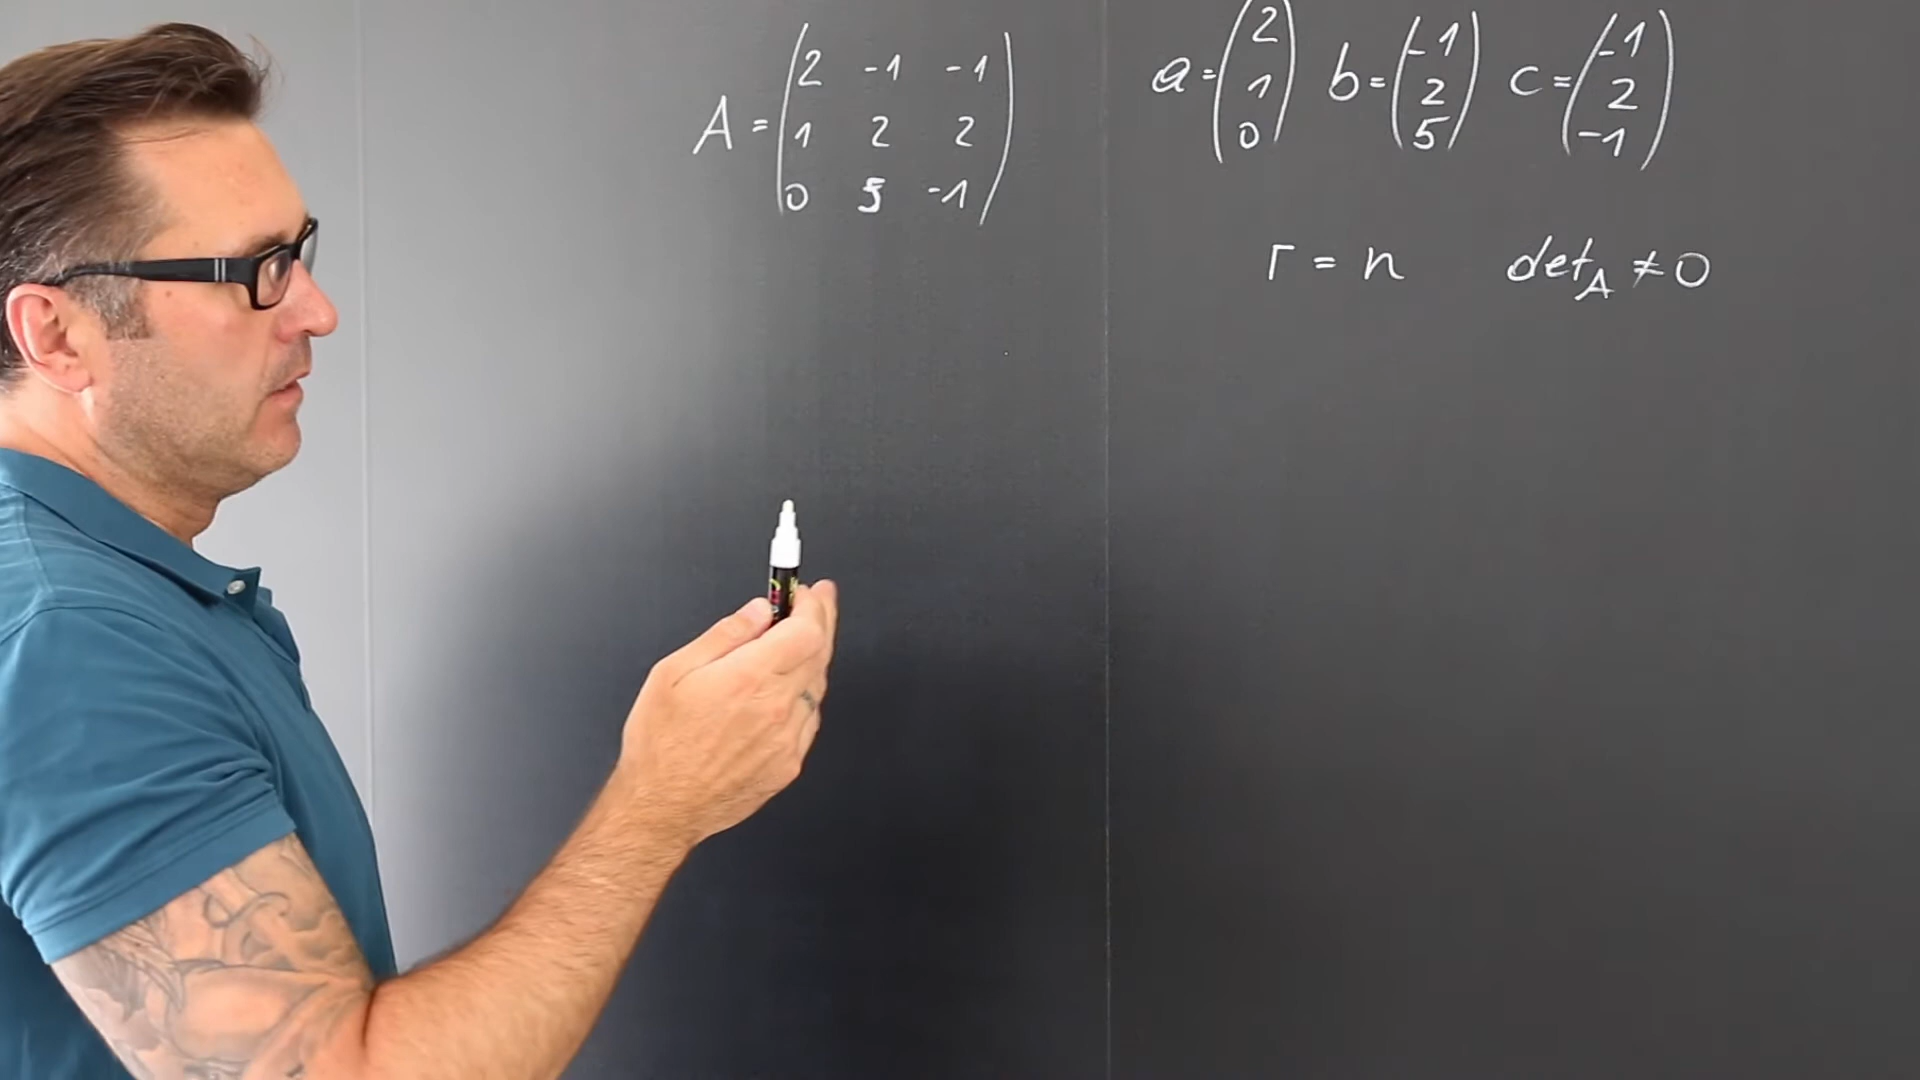 A = ( 2 -1 -1
1 2 2
0 5 -1 )
a = ( 2 1 0 ) b = ( -1 2 5 ) c = ( -1 2 -1 )
r = n det_A ≠ 0